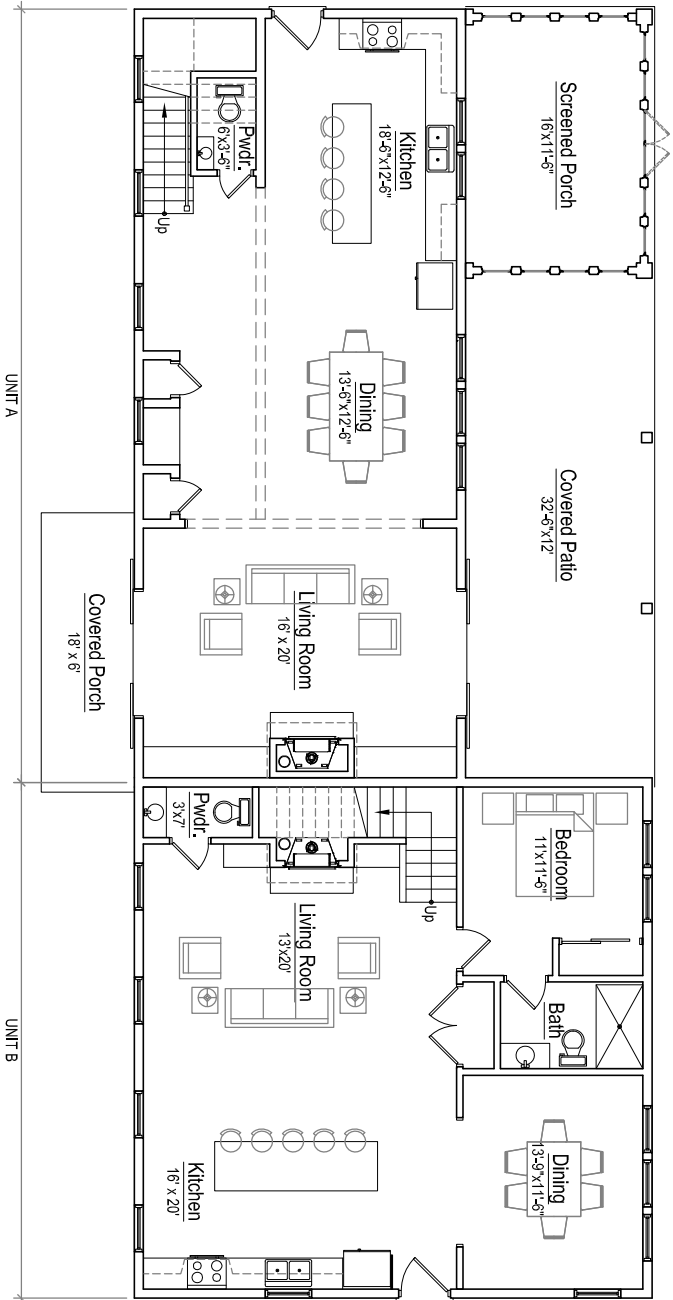 Screened Porch
16'x11'-6"
Covered Patio
32'-6"x12'
Kitchen
18'-6"x12'-6"
Dining
13'-6"x12'-6"
Living Room
16' x 20'
Pwdr.
6'x3'-6"
Up
Covered Porch
18' x 6'
UNIT A
Bedroom
11'x11'-6"
Bath
Dining
13'-9"x11'-6"
Up
Living Room
13'x20'
Pwdr.
3'x7'
Kitchen
16' x 20'
UNIT B